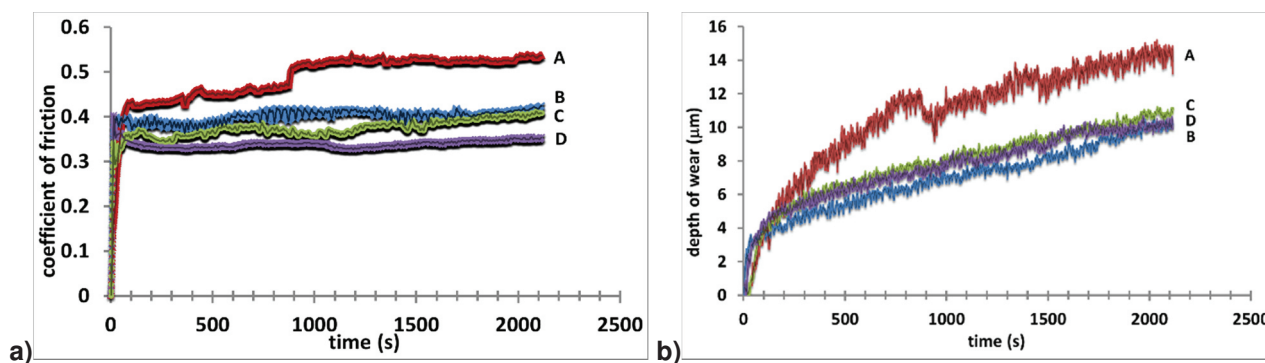 0.6
0.5
0.4
0.3
0.2
0.1
0
coefficient of friction
A
B
C
D
0 500 1000 1500 2000 2500
time (s)
a)
16
14
12
10
8
6
4
2
0
depth of wear (μm)
A
C
D
B
0 500 1000 1500 2000 2500
time (s)
b)